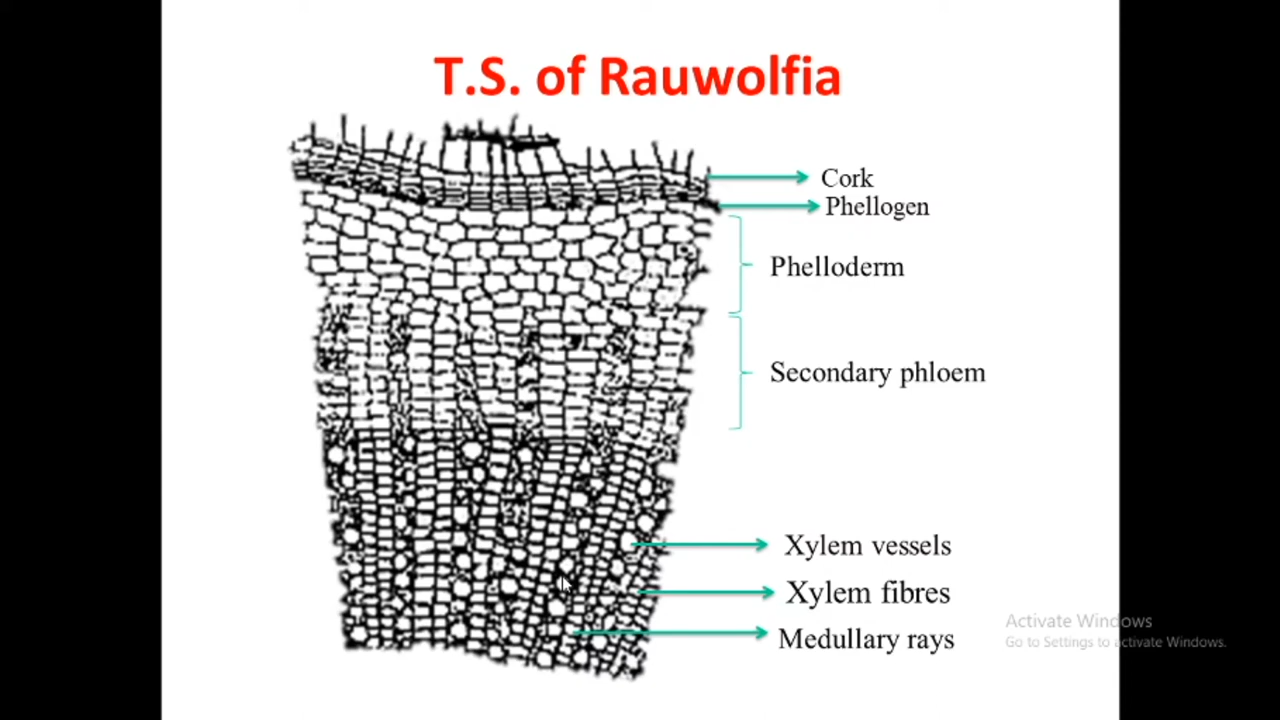 T.S. of Rauwolfia
Cork
Phellogen
Phelloderm
Secondary phloem
Xylem vessels
Xylem fibres
Medullary rays
Activate Windows
Go to Settings to activate Windows.